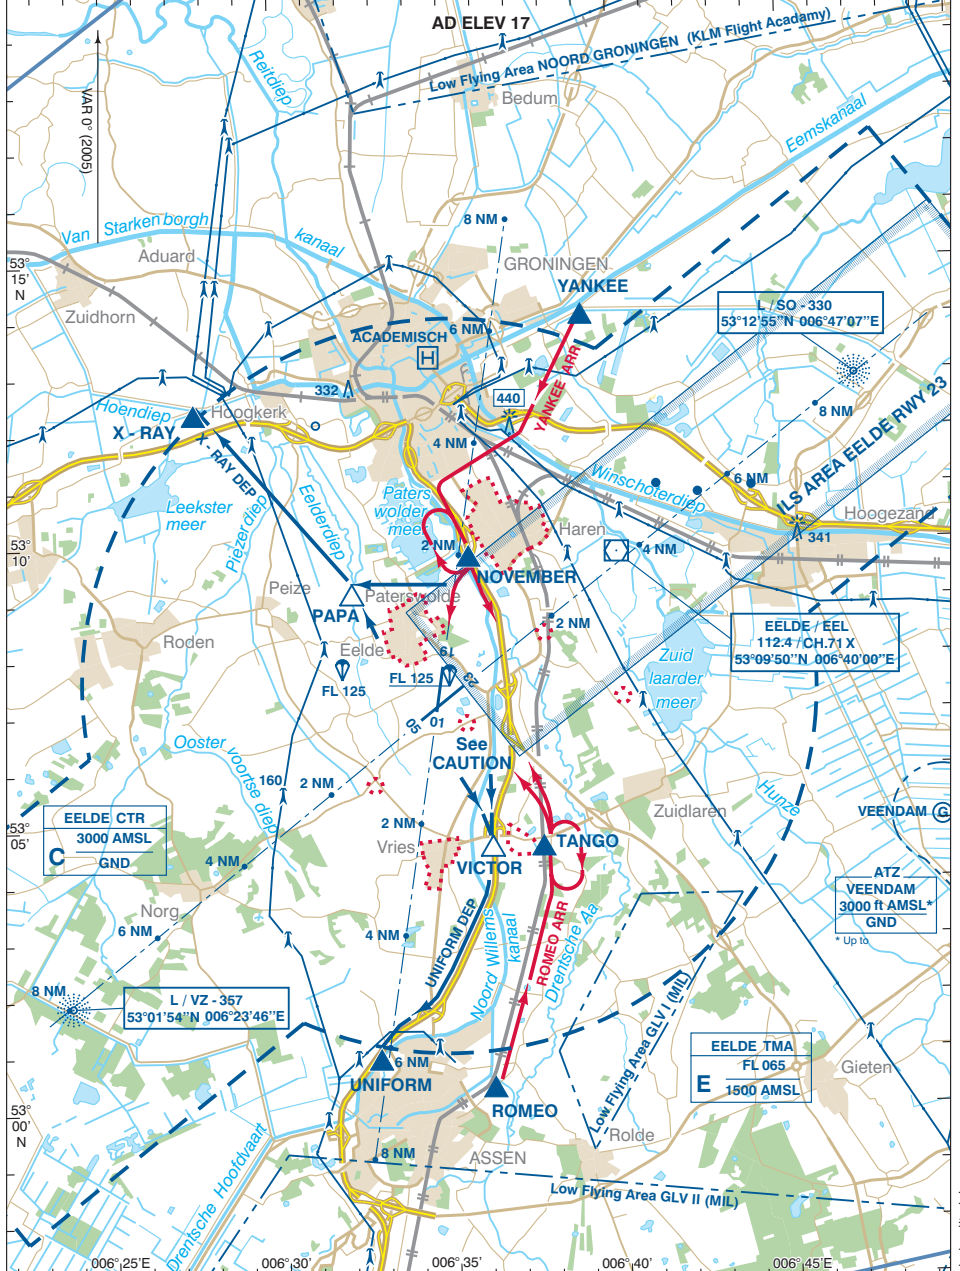 AD ELEV 17
Low Flying Area NOORD GRONINGEN (KLM Flight Acadamy)
Reitdiep
Bedum
VAR 0° (2005)
Eemskanaal
8 NM
Van Starkenborgh
kanaal
Aduard
53°
15'
N
GRONINGEN
YANKEE
L / SO - 330
53°12'55"N 006°47'07"E
Zuidhorn
6 NM
ACADEMISCH
H
YANKEE ARR
332
440
Hoendiep
Hoogkerk
X - RAY
8 NM
4 NM
X - RAY DEP
ILS AREA EELDE RWY 23
Winschoterdiep
6 NM
Leekster
meer
Piezerdiep
Eelderdiep
Paters
wolder
meer
Hoogezand
Haren
341
53°
10'
2 NM
4 NM
NOVEMBER
Peize
Paterswolde
PAPA
EELDE / EEL
112.4 / CH.71 X
53°09'50"N 006°40'00"E
2 NM
Roden
Eelde
19
Zuid
laarder
meer
FL 125
FL 125
23
05
01
See
CAUTION
Ooster voortse diep
160
2 NM
Hunze
Zuidlaren
VEENDAM G
EELDE CTR
3000 AMSL
C
GND
53°
05'
2 NM
Vries
TANGO
VICTOR
4 NM
ATZ
VEENDAM
3000 ft AMSL*
GND
* Up to
Norg
6 NM
4 NM
UNIFORM DEP
Noord Willems
kanaal
ROMEO ARR
Drentsche Aa
8 NM
L / VZ - 357
53°01'54"N 006°23'46"E
Low Flying Area GLV I (MIL)
EELDE TMA
FL 065
E
1500 AMSL
Gieten
6 NM
UNIFORM
ROMEO
53°
00'
N
Rolde
Drentsche Hoofdvaart
8 NM
ASSEN
Low Flying Area GLV II (MIL)
006°25'E
006°30'
006°35'
006°40'
006°45'E